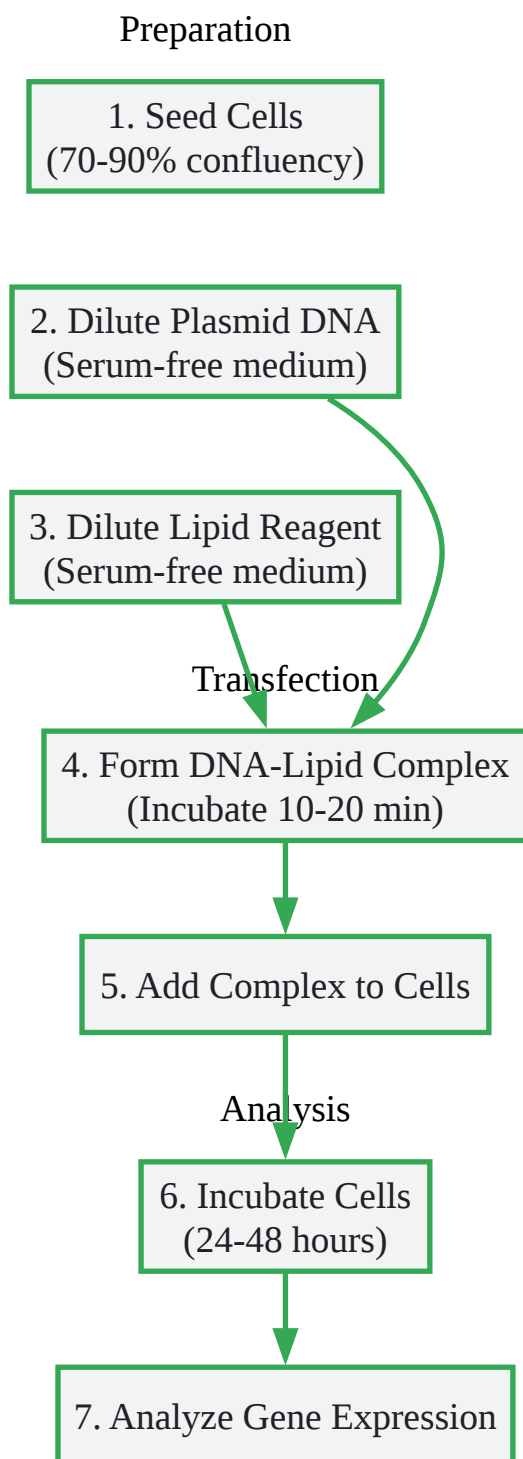 Preparation
1. Seed Cells
(70-90% confluency)
2. Dilute Plasmid DNA
(Serum-free medium)
3. Dilute Lipid Reagent
(Serum-free medium)
Transfection
4. Form DNA-Lipid Complex
(Incubate 10-20 min)
5. Add Complex to Cells
Analysis
6. Incubate Cells
(24-48 hours)
7. Analyze Gene Expression